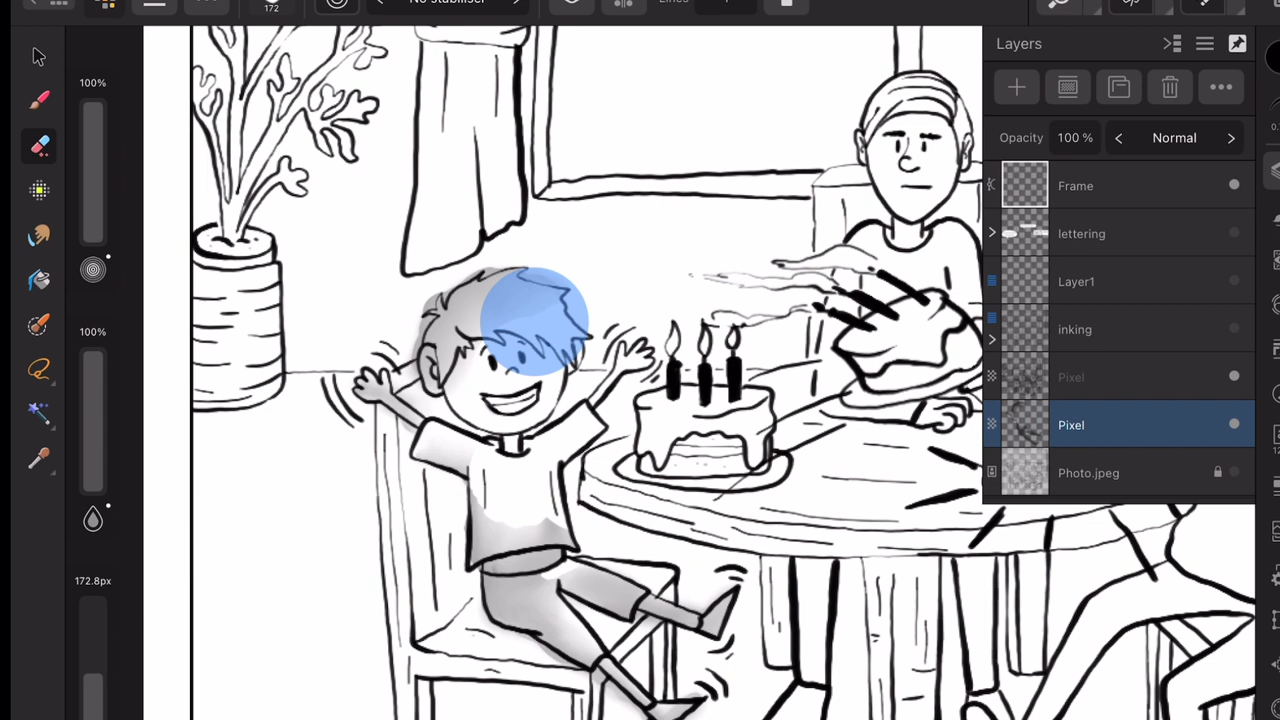 172
No stabiliser
Lines
Layers
100%
Opacity 100 % Normal
Frame
lettering
Layer1
inking
100%
Pixel
Pixel
Photo.jpeg
172.8px